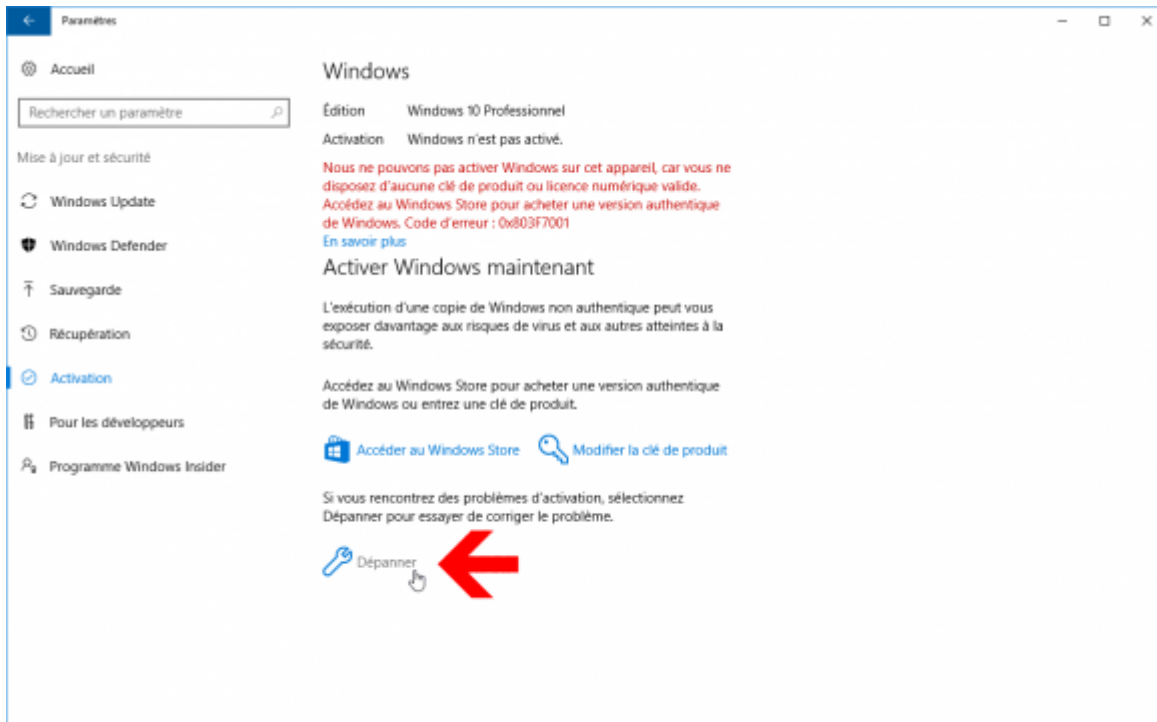 Paramètres
Accueil
Rechercher un paramètre
Mise à jour et sécurité
Windows Update
Windows Defender
Sauvegarde
Récupération
Activation
Pour les développeurs
Programme Windows Insider
Windows
Édition Windows 10 Professionnel
Activation Windows n'est pas activé.
Nous ne pouvons pas activer Windows sur cet appareil, car vous ne
disposez d'aucune clé de produit ou licence numérique valide.
Accédez au Windows Store pour acheter une version authentique
de Windows. Code d'erreur : 0x803F7001
En savoir plus
Activer Windows maintenant
L'exécution d'une copie de Windows non authentique peut vous
exposer davantage aux risques de virus et aux autres atteintes à la
sécurité.
Accédez au Windows Store pour acheter une version authentique
de Windows ou entrez une clé de produit.
Accéder au Windows Store Modifier la clé de produit
Si vous rencontrez des problèmes d'activation, sélectionnez
Dépanner pour essayer de corriger le problème.
Dépanner